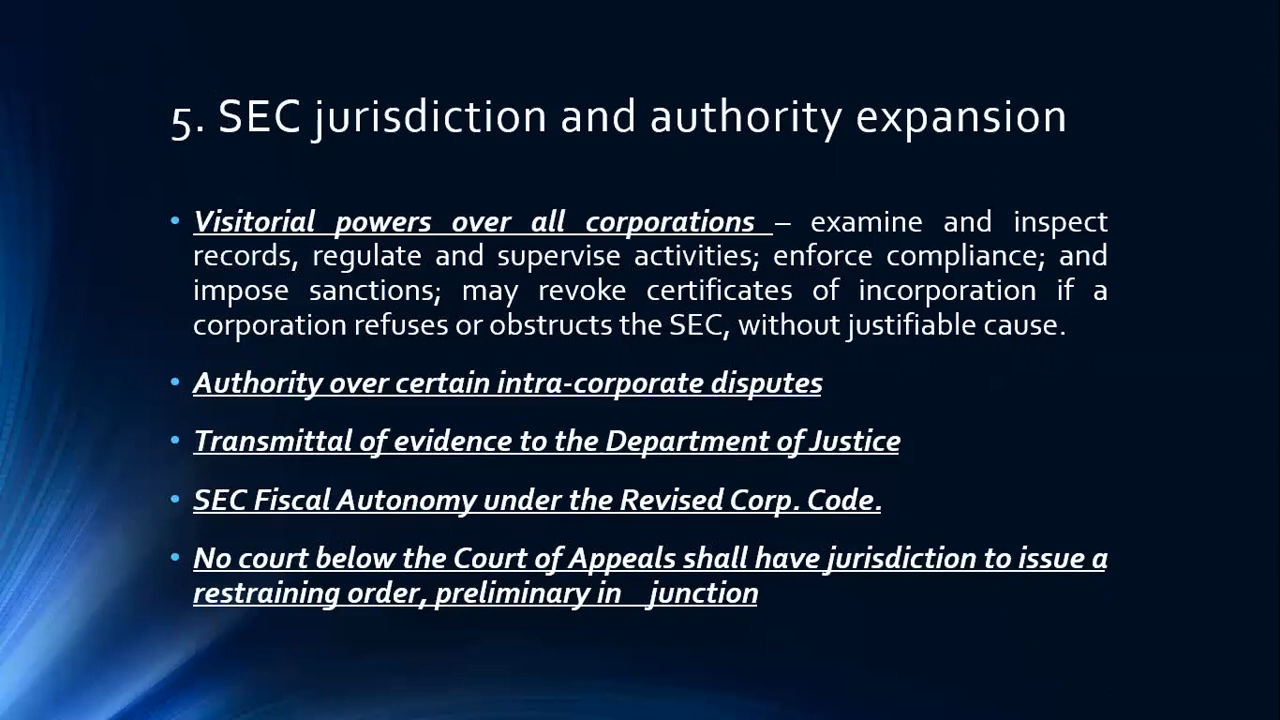 5. SEC jurisdiction and authority expansion
• Visitorial powers over all corporations – examine and inspect
records, regulate and supervise activities; enforce compliance; and
impose sanctions; may revoke certificates of incorporation if a
corporation refuses or obstructs the SEC, without justifiable cause.
• Authority over certain intra-corporate disputes
• Transmittal of evidence to the Department of Justice
• SEC Fiscal Autonomy under the Revised Corp. Code.
• No court below the Court of Appeals shall have jurisdiction to issue a
restraining order, preliminary in junction